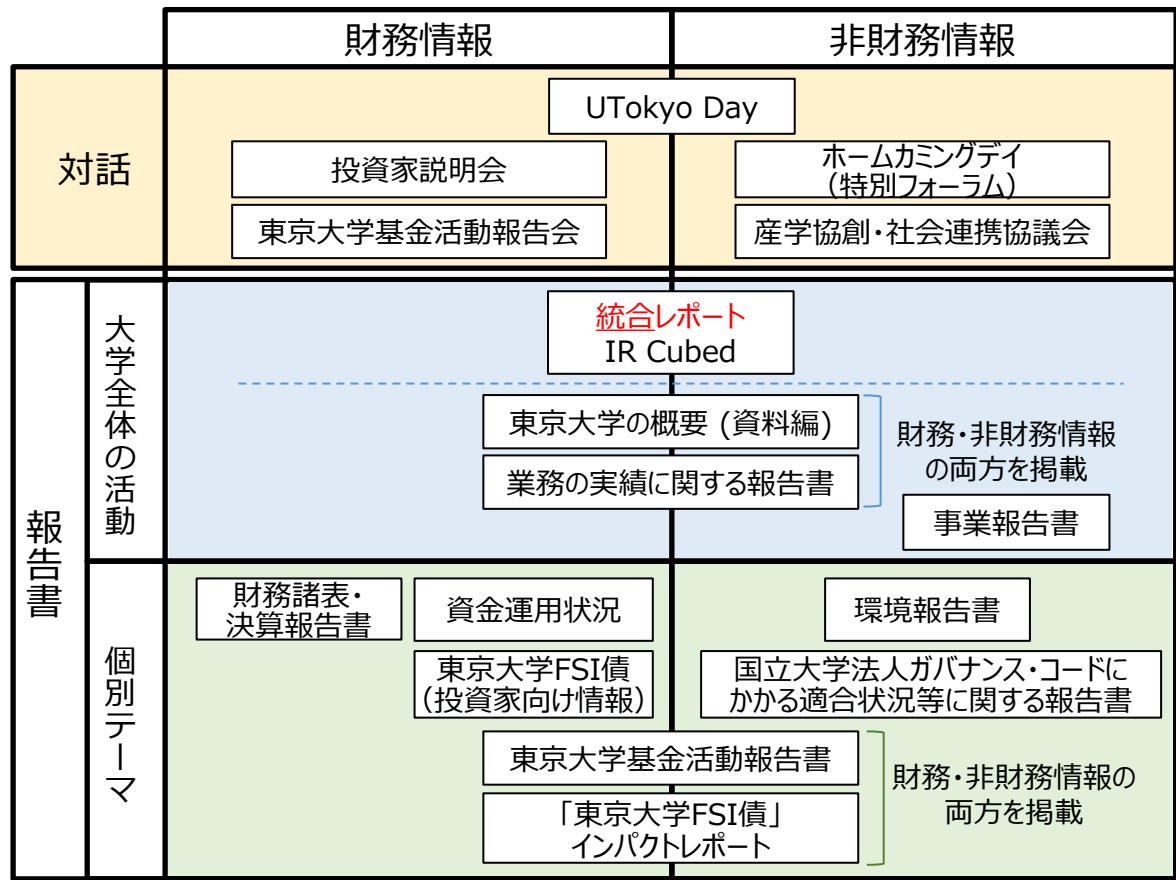 財務情報
非財務情報
対話
UTokyo Day
投資家説明会
ホームカミングデイ
（特別フォーラム）
東京大学基金活動報告会
産学協創・社会連携協議会
報告書
大学全体の活動
統合レポート
IR Cubed
東京大学の概要 (資料編)
業務の実績に関する報告書
財務・非財務情報
の両方を掲載
事業報告書
個別テーマ
財務諸表・
決算報告書
資金運用状況
環境報告書
東京大学FSI債
（投資家向け情報）
国立大学法人ガバナンス・コードに
かかる適合状況等に関する報告書
東京大学基金活動報告書
「東京大学FSI債」
インパクトレポート
財務・非財務情報の
両方を掲載